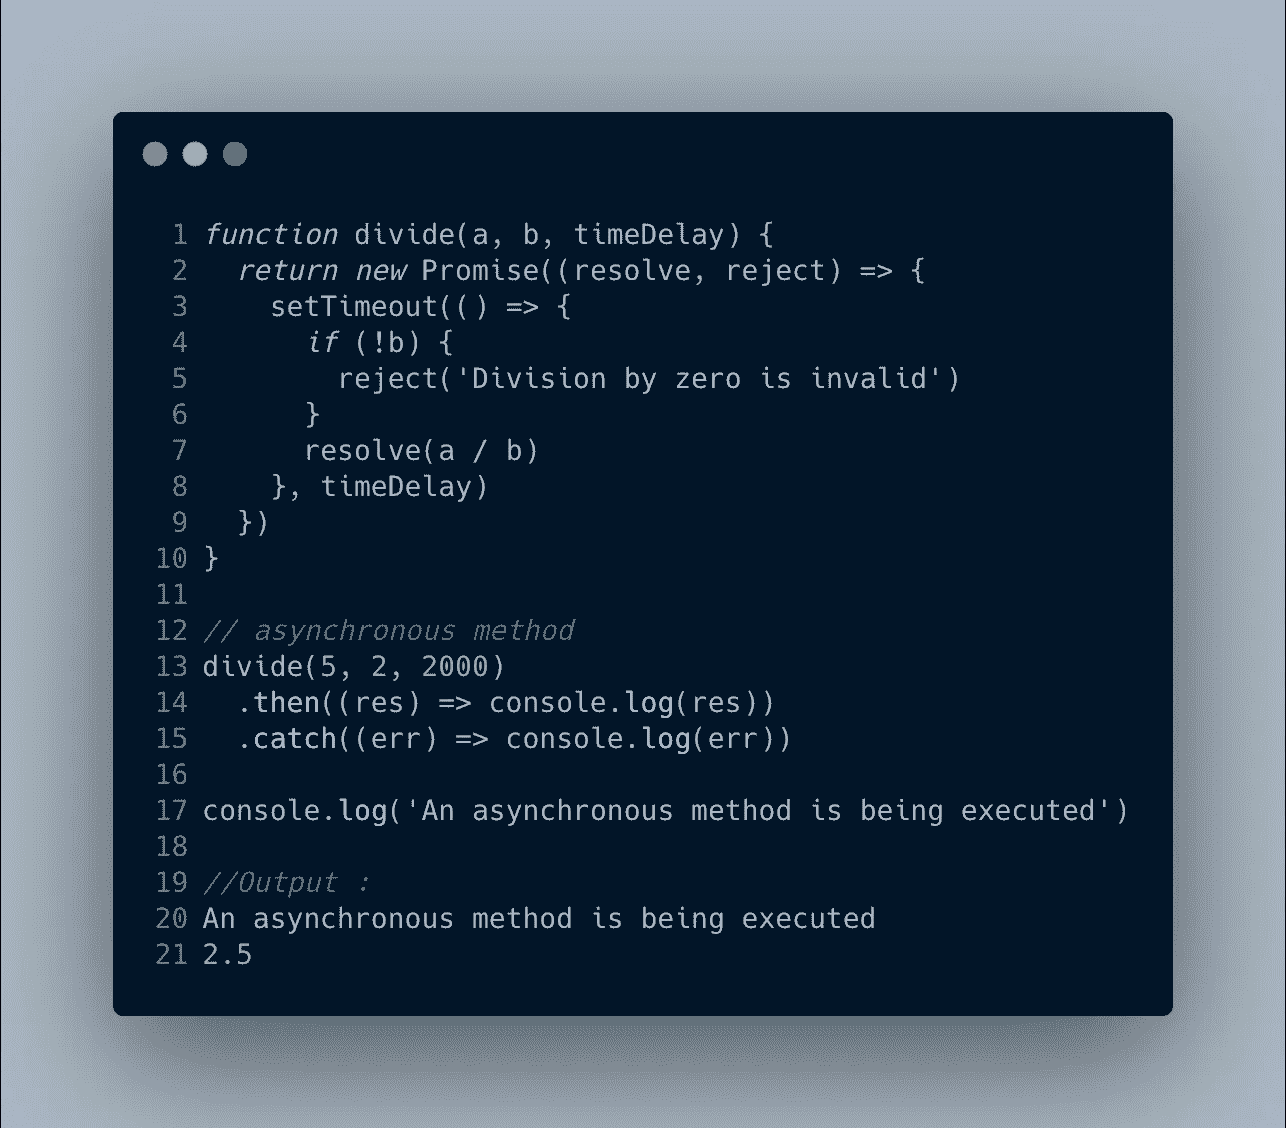 1 function divide(a, b, timeDelay) {
2   return new Promise((resolve, reject) => {
3     setTimeout(() => {
4       if (!b) {
5         reject('Division by zero is invalid')
6       }
7       resolve(a / b)
8     }, timeDelay)
9   })
10 }
11
12 // asynchronous method
13 divide(5, 2, 2000)
14   .then((res) => console.log(res))
15   .catch((err) => console.log(err))
16
17 console.log('An asynchronous method is being executed')
18
19 //Output :
20 An asynchronous method is being executed
21 2.5